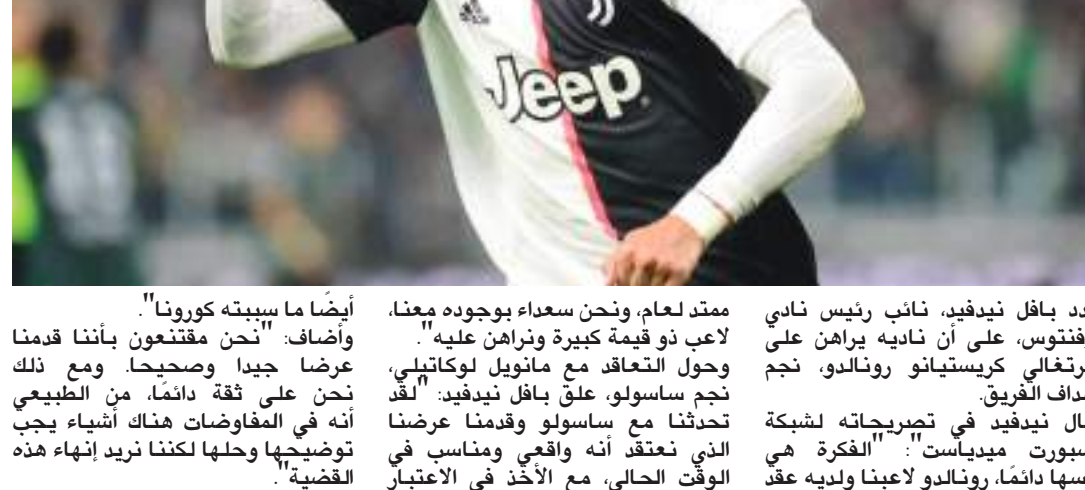 Jeep
دد بافل نيدفيد، نائب رئيس نادي
فنتوس، على أن ناديه يراهن على
رتغالي كريستيانو رونالدو، نجم
داف الفريق.
ال نيدفيد في تصريحاته لشبكة
سبورت ميدياست": "الفكرة هي
سها دائمًا، رونالدو لاعبنا ولديه عقد
ممتد لعام، ونحن سعداء بوجوده معنا،
لاعب ذو قيمة كبيرة ونراهن عليه".
وحول التعاقد مع مانويل لوكاتيلي،
نجم ساسولو، علق بافل نيدفيد: "لقد
تحدثنا مع ساسولو وقدمنا عرضنا
الذي نعتقد أنه واقعي ومناسب في
الوقت الحالي، مع الأخذ في الاعتبار
أيضًا ما سببته كورونا".
وأضاف: "نحن مقتنعون بأننا قدمنا
عرضا جيدا وصحيحا. ومع ذلك
نحن على ثقة دائمًا، من الطبيعي
أنه في المفاوضات هناك أشياء يجب
توضيحها وحلها لكننا نريد إنهاء هذه
القضية".